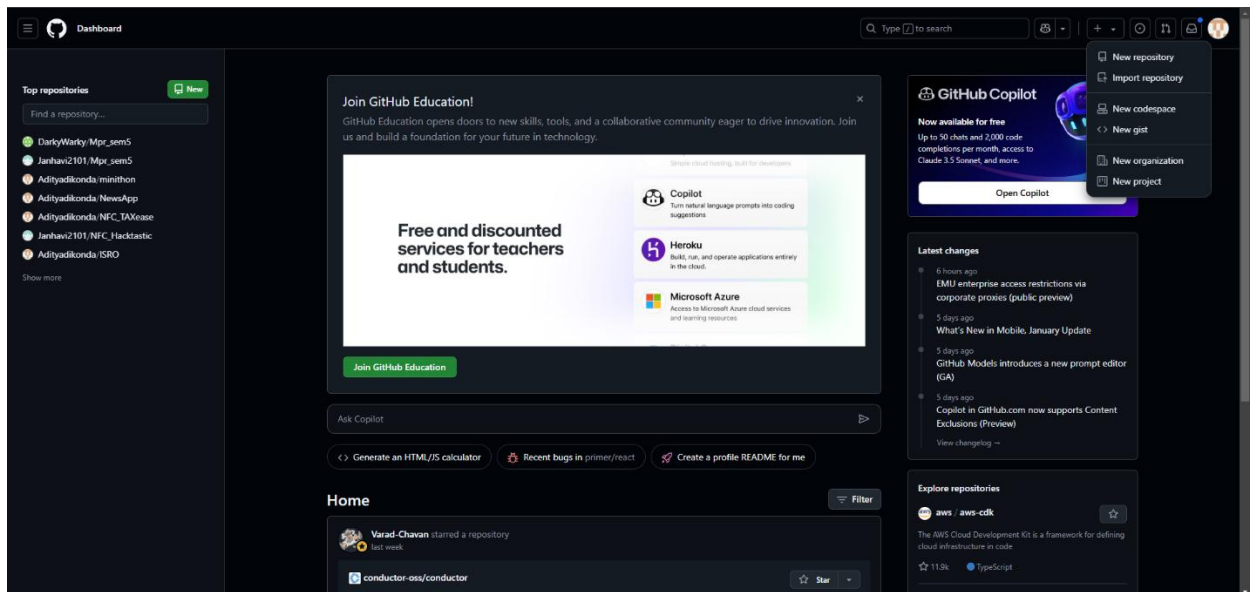 Dashboard
Type / to search
New repository
Import repository
New codespace
New gist
New organization
New project
Top repositories
New
Find a repository...
DarkyWarky/Mpr_sem5
Janhavi2101/Mpr_sem5
Adityadikonda/minithon
Adityadikonda/NewsApp
Adityadikonda/NFC_TAXease
Janhavi2101/NFC_Hacktastic
Adityadikonda/ISRO
Show more
Join GitHub Education!
GitHub Education opens doors to new skills, tools, and a collaborative community eager to drive innovation. Join
us and build a foundation for your future in technology.
Free and discounted
services for teachers
and students.
Simple cloud hosting, built for developers
Copilot
Turn natural language prompts into coding
suggestions
Heroku
Build, run, and operate applications entirely
in the cloud.
Microsoft Azure
Access to Microsoft Azure cloud services
and learning resources
Join GitHub Education
Ask Copilot
Generate an HTML/JS calculator
Recent bugs in primer/react
Create a profile README for me
Home
Filter
Varad-Chavan starred a repository
last week
conductor-oss/conductor
Star
GitHub Copilot
Now available for free
Up to 50 chats and 2,000 code
completions per month, access to
Claude 3.5 Sonnet, and more.
Open Copilot
Latest changes
6 hours ago
EMU enterprise access restrictions via
corporate proxies (public preview)
5 days ago
What's New in Mobile, January Update
5 days ago
GitHub Models introduces a new prompt editor
(GA)
5 days ago
Copilot in GitHub.com now supports Content
Exclusions (Preview)
View changelog →
Explore repositories
aws / aws-cdk
The AWS Cloud Development Kit is a framework for defining
cloud infrastructure in code
11.9k
TypeScript